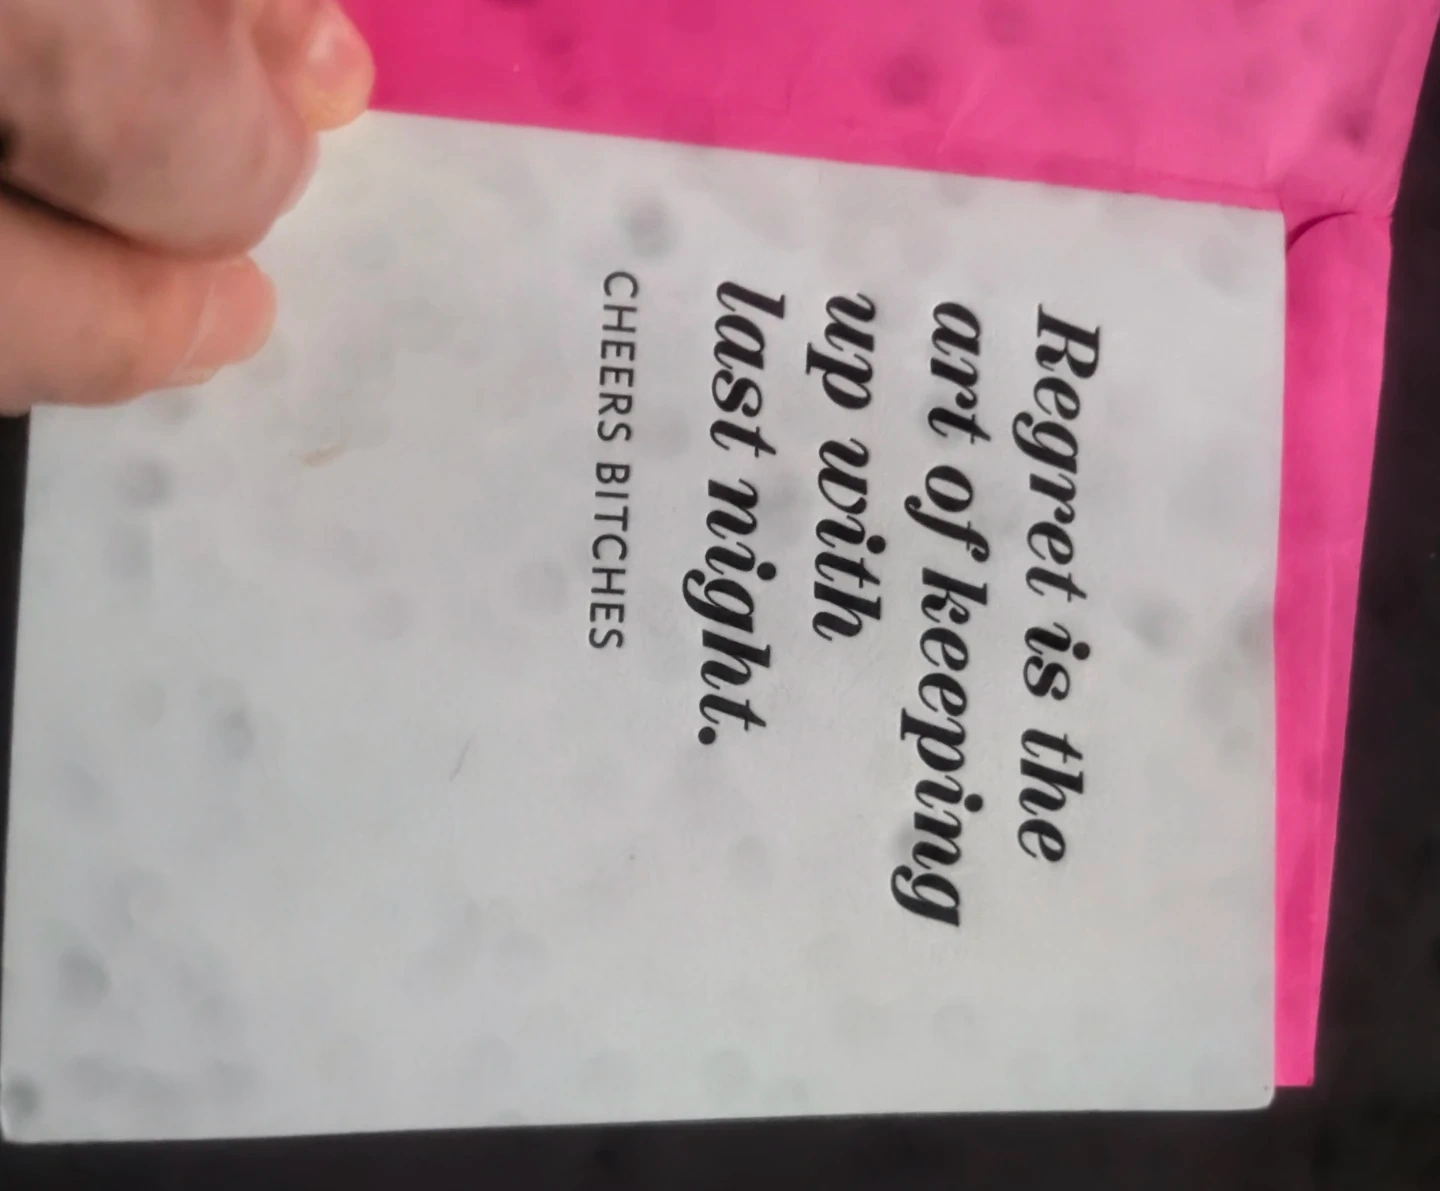 Regret is the
art of keeping
up with
last night.
CHEERS BITCHES